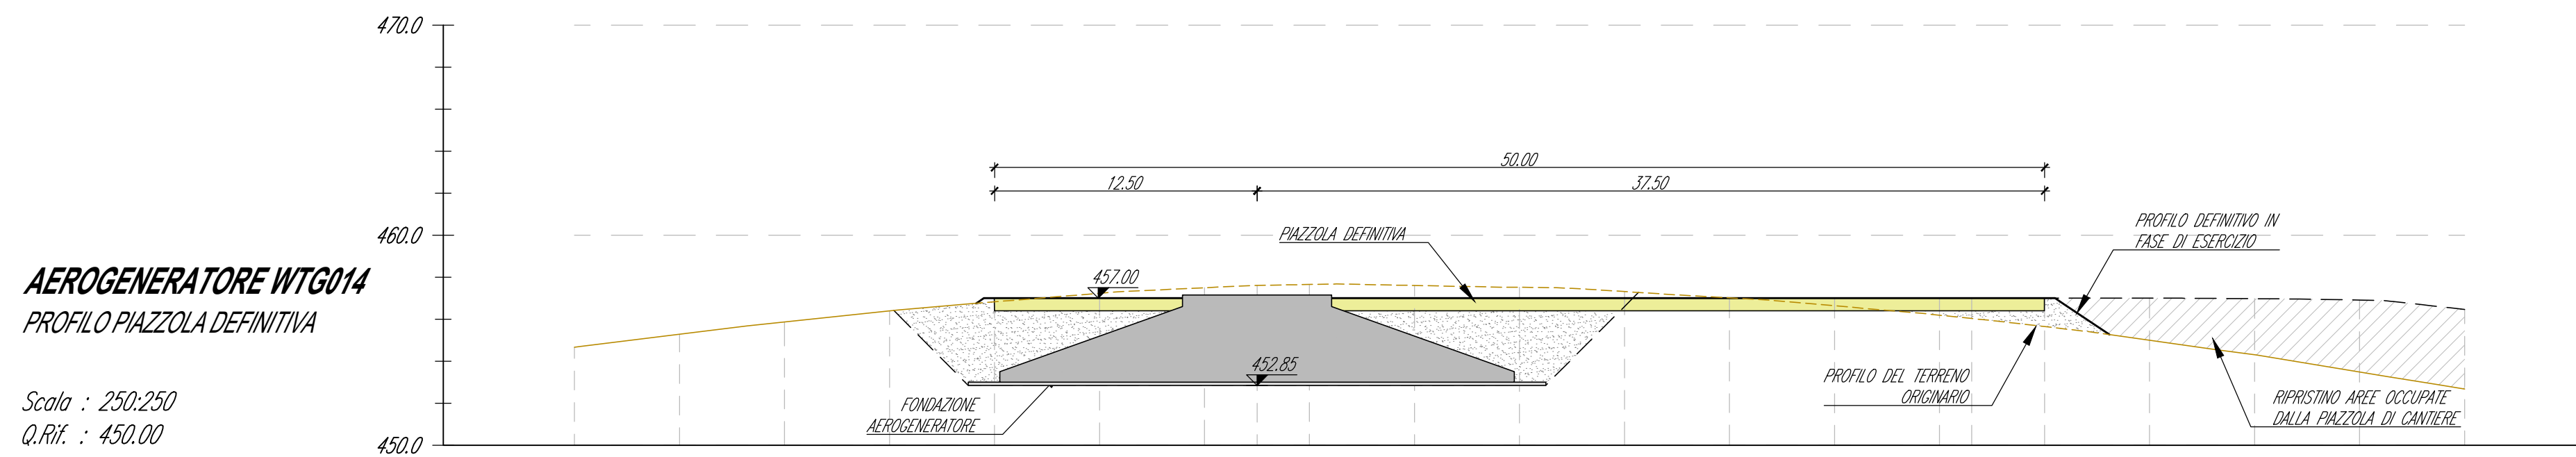 470.0
50.00
12.50
37.50
PROFILO DEFINITIVO IN
FASE DI ESERCIZIO
460.0
PIAZZOLA DEFINITIVA
AEROGENERATORE WTG014
PROFILO PIAZZOLA DEFINITIVA
457.00
452.85
PROFILO DEL TERRENO
ORIGINARIO
RIPRISTINO AREE OCCUPATE
DALLA PIAZZOLA DI CANTIERE
FONDAZIONE
AEROGENERATORE
Scala : 250:250
Q.Rif. : 450.00
450.0